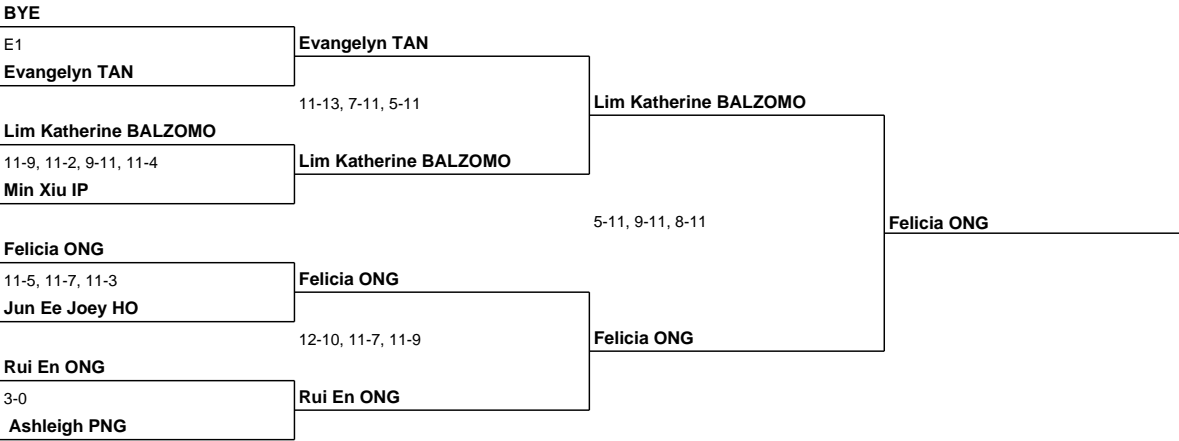 BYE
E1
Evangelyn TAN
Evangelyn TAN
11-13, 7-11, 5-11
Lim Katherine BALZOMO
Lim Katherine BALZOMO
11-9, 11-2, 9-11, 11-4
Lim Katherine BALZOMO
Min Xiu IP
5-11, 9-11, 8-11
Felicia ONG
Felicia ONG
11-5, 11-7, 11-3
Felicia ONG
Jun Ee Joey HO
12-10, 11-7, 11-9
Felicia ONG
Rui En ONG
3-0
Rui En ONG
Ashleigh PNG